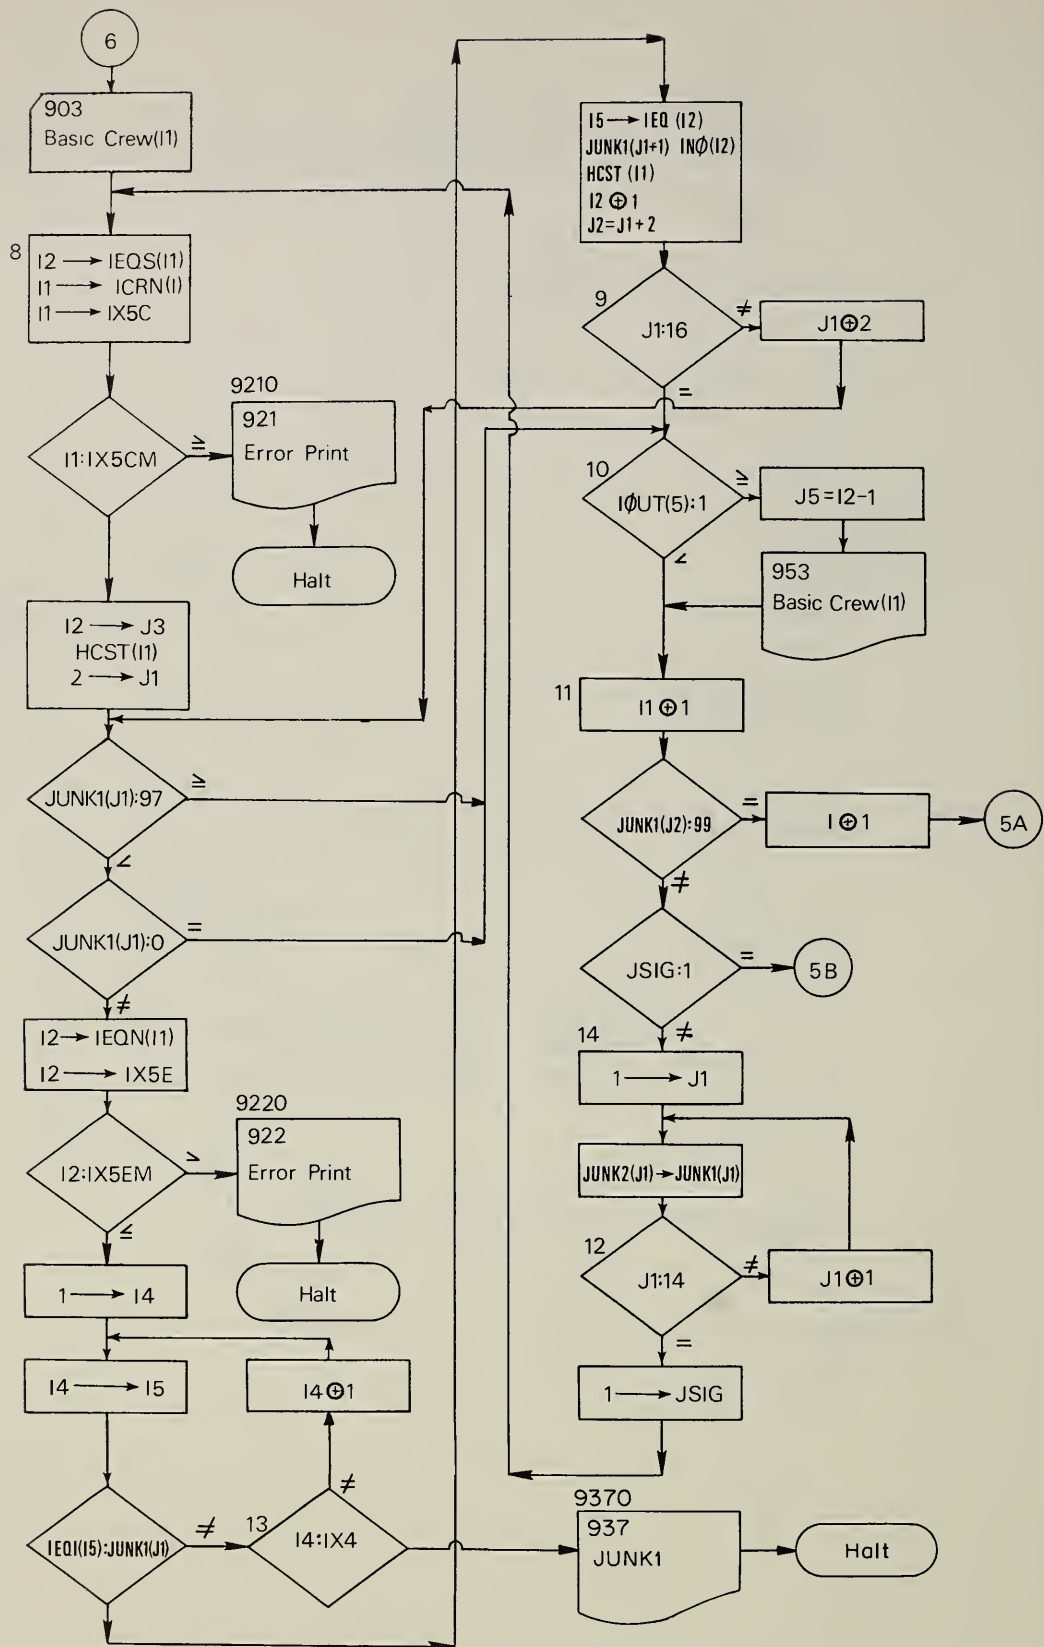 6
903
Basic Crew(I1)
8
I2 → IEQS(I1)
I1 → ICRN(I)
I1 → IX5C
I1:IX5CM
≥
9210
921
Error Print
Halt
I2 → J3
HCST(I1)
2 → J1
JUNK1(J1):97
≥
<
JUNK1(J1):0
=
≠
I2 → IEQN(I1)
I2 → IX5E
I2:IX5EM
>
≤
9220
922
Error Print
Halt
1 → I4
I4 → I5
I4⊕1
IEQI(I5):JUNK1(J1)
≠
13
I4:IX4
≠
I5 → IEQ (I2)
JUNK1(J1+1) INØ(I2)
HCST (I1)
I2 ⊕ 1
J2=J1+2
9
J1:16
≠
J1⊕2
=
10
IØUT(5):1
≥
J5=I2-1
<
953
Basic Crew(I1)
11
I1 ⊕ 1
JUNK1(J2):99
=
I ⊕ 1
5A
≠
JSIG:1
=
5B
≠
14
1 → J1
JUNK2(J1)→JUNK1(J1)
12
J1:14
≠
J1⊕1
=
1 → JSIG
9370
937
JUNK1
Halt